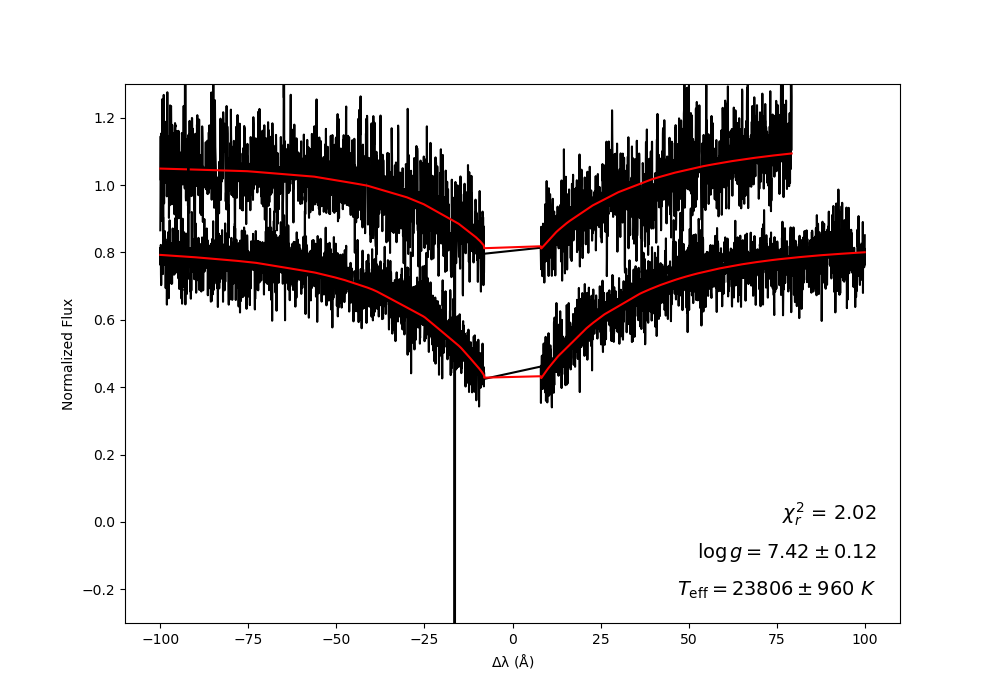 1.2
1.0
0.8
0.6
0.4
0.2
0.0
−0.2
Normalized Flux
χ²ᵣ = 2.02
log g = 7.42 ± 0.12
T_eff = 23806 ± 960 K
−100 −75 −50 −25 0 25 50 75 100
Δλ (Å)